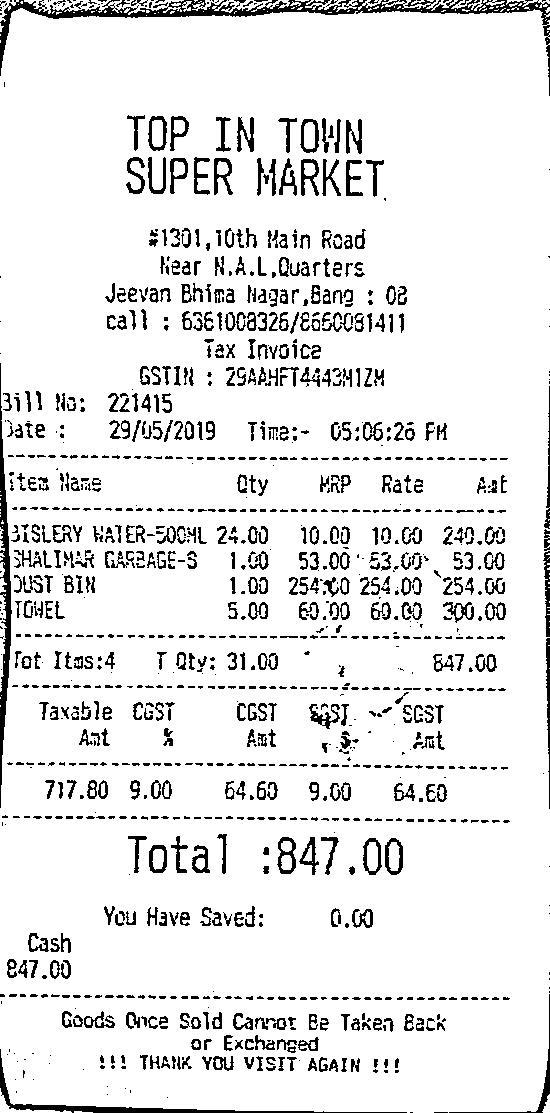 TOP IN TOWN
SUPER MARKET
#1301,10th Main Road
Near N.A.L.Quarters
Jeevan Bhima Nagar,Bang : 08
call : 6361008326/8660081411
Tax Invoice
GSTIN : 29AAHFT4443M1ZM
Bill No: 221415
Date : 29/05/2019 Time:- 05:06:26 PM
Item Name Qty MRP Rate Amt
BISLERY WATER-500ML 24.00 10.00 10.00 240.00
SHALIMAR GARBAGE-S 1.00 53.00 53.00 53.00
DUST BIN 1.00 254.00 254.00 254.00
TOWEL 5.00 60.00 60.00 300.00
Tot Itms:4 T Qty: 31.00 847.00
Taxable CGST CGST SGST SGST
Amt % Amt Amt
717.80 9.00 64.60 9.00 64.60
Total :847.00
You Have Saved: 0.00
Cash
847.00
Goods Once Sold Cannot Be Taken Back
or Exchanged
!!! THANK YOU VISIT AGAIN !!!